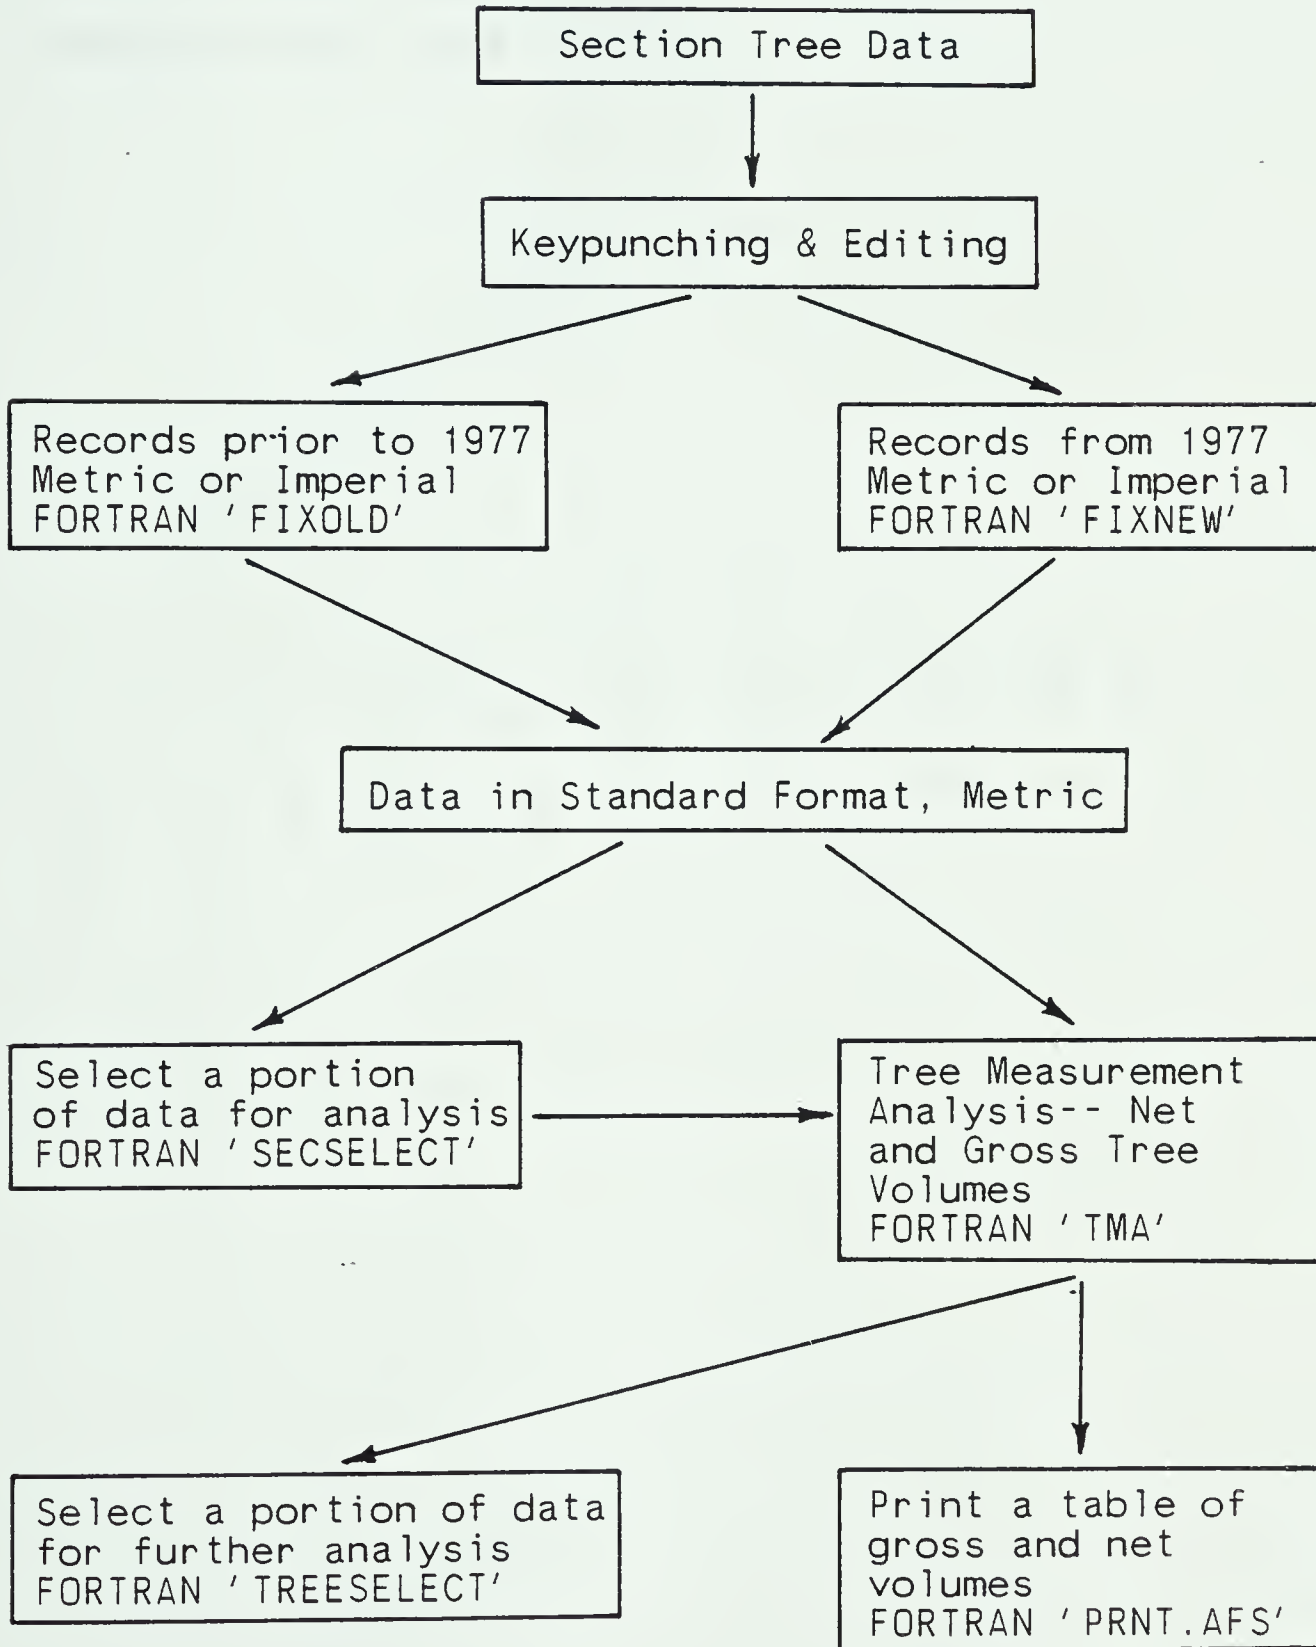 Section Tree Data
Keypunching & Editing
Records prior to 1977
Metric or Imperial
FORTRAN 'FIXOLD'
Records from 1977
Metric or Imperial
FORTRAN 'FIXNEW'
Data in Standard Format, Metric
Select a portion
of data for analysis
FORTRAN 'SECSELECT'
Tree Measurement
Analysis-- Net
and Gross Tree
Volumes
FORTRAN 'TMA'
Select a portion of data
for further analysis
FORTRAN 'TREESELECT'
Print a table of
gross and net
volumes
FORTRAN 'PRNT.AFS'